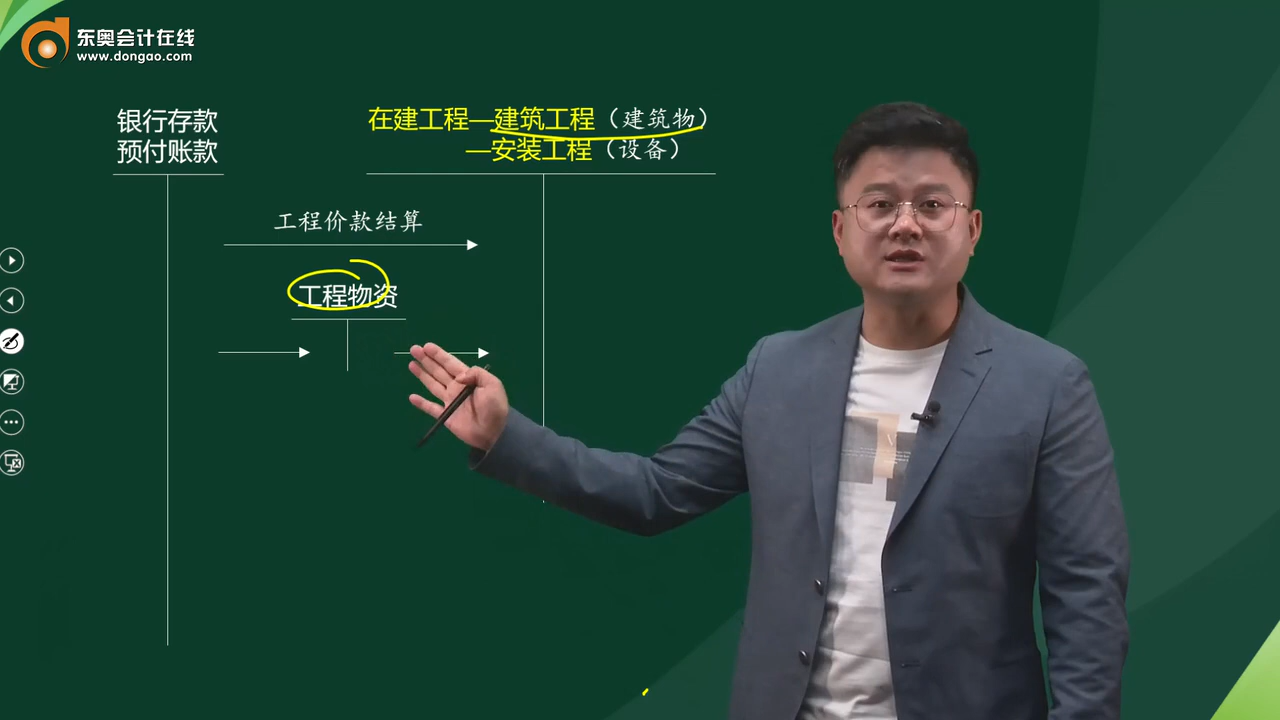 东奥会计在线
www.dongao.com
银行存款
预付账款
在建工程—建筑工程（建筑物）
—安装工程（设备）
工程价款结算
工程物资